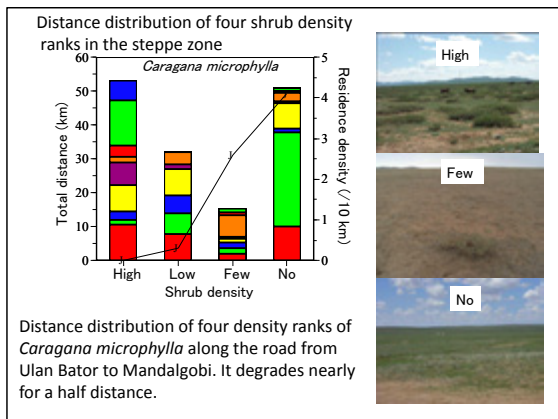 Distance distribution of four shrub density
ranks in the steppe zone
Caragana microphylla
Total distance (km)
60
50
40
30
20
10
0
Residence density (/10 km)
5
4
3
2
1
0
High
Low
Few
No
Shrub density
Distance distribution of four density ranks of
Caragana microphylla along the road from
Ulan Bator to Mandalgobi. It degrades nearly
for a half distance.
High
Few
No